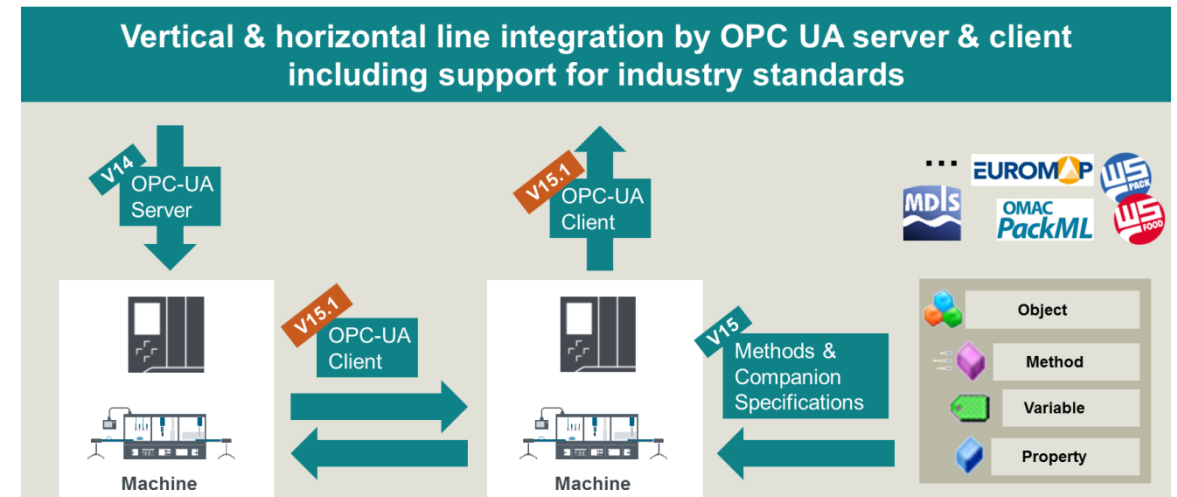 Vertical & horizontal line integration by OPC UA server & client
including support for industry standards
V14
OPC-UA
Server
V15.1
OPC-UA
Client
...
EUROMAP
WS
PACK
MDIS
OMAC
PackML
WS
FOOD
V15.1
OPC-UA
Client
V15
Methods &
Companion
Specifications
Object
Method
Variable
Property
Machine
Machine